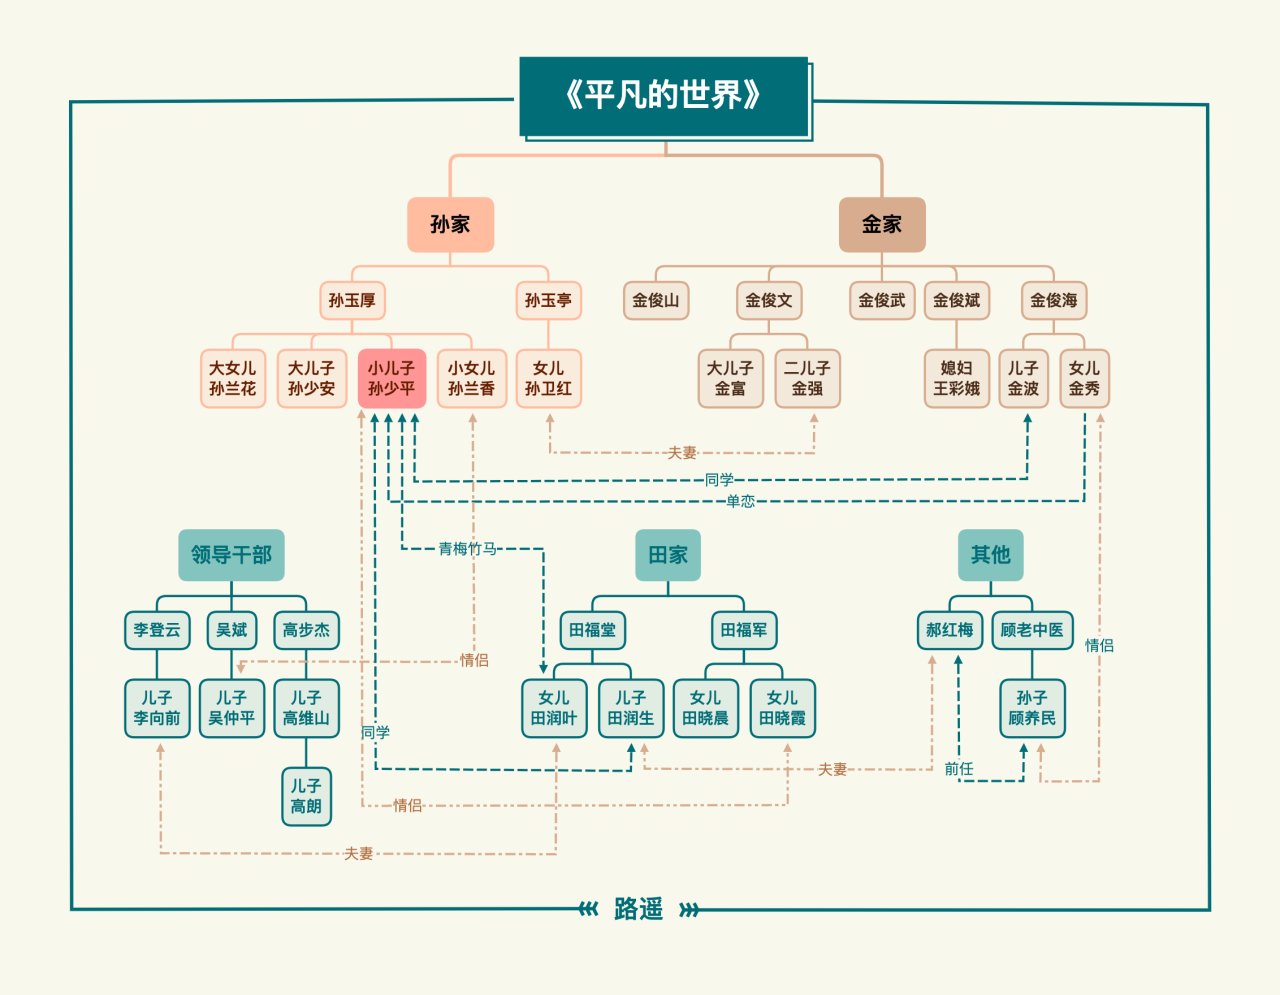 《平凡的世界》
孙家
金家
孙玉厚
孙玉亭
金俊山
金俊文
金俊武
金俊斌
金俊海
大女儿
孙兰花
大儿子
孙少安
小儿子
孙少平
小女儿
孙兰香
女儿
孙卫红
大儿子
金富
二儿子
金强
媳妇
王彩娥
儿子
金波
女儿
金秀
夫妻
同学
单恋
青梅竹马
领导干部
田家
其他
李登云
吴斌
高步杰
田福堂
田福军
郝红梅
顾老中医
情侣
情侣
儿子
李向前
儿子
吴仲平
儿子
高维山
女儿
田润叶
儿子
田润生
女儿
田晓晨
女儿
田晓霞
孙子
顾养民
同学
夫妻
前任
儿子
高朗
情侣
夫妻
路遥